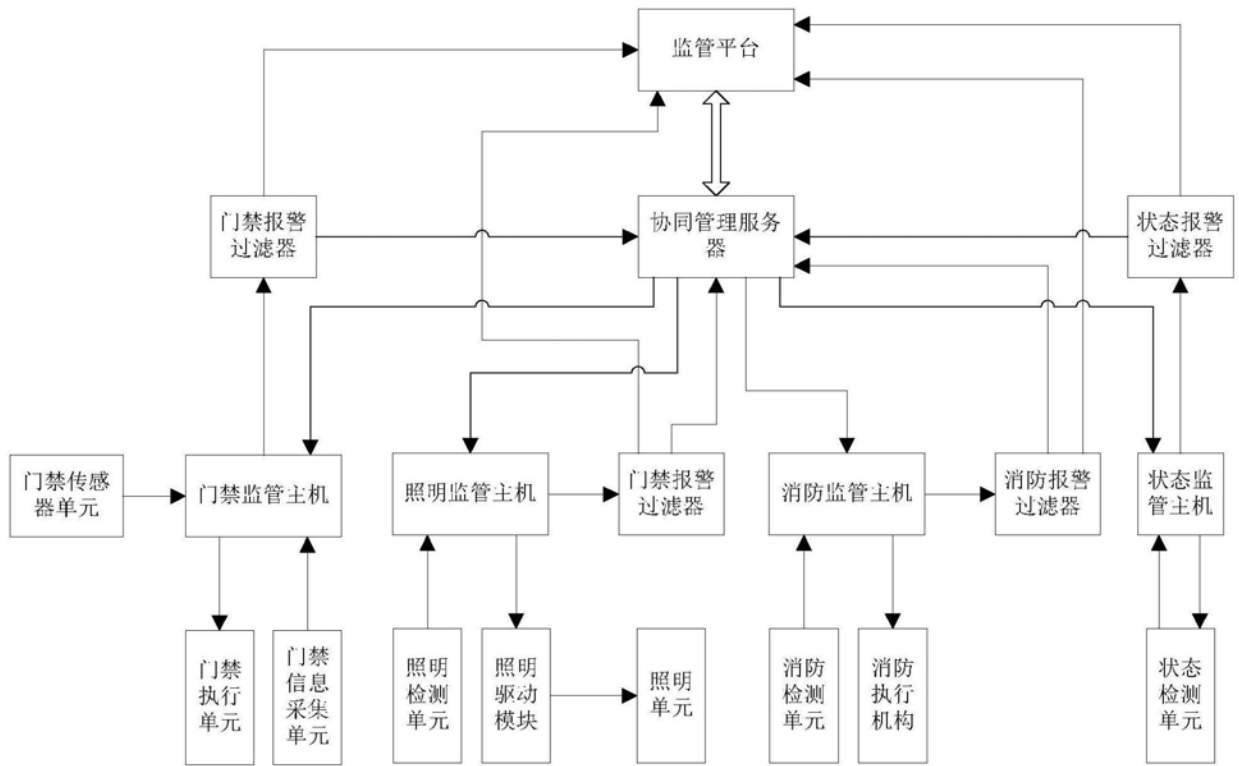 监管平台
门禁报警
过滤器
协同管理服务
器
状态报警
过滤器
门禁传感
器单元
门禁监管主机
照明监管主机
门禁报警
过滤器
消防监管主机
消防报警
过滤器
状态监
管主机
门禁
执行
单元
门禁
信息
采集
单元
照明
检测
单元
照明
驱动
模块
照明
单元
消防
检测
单元
消防
执行
机构
状态
检测
单元